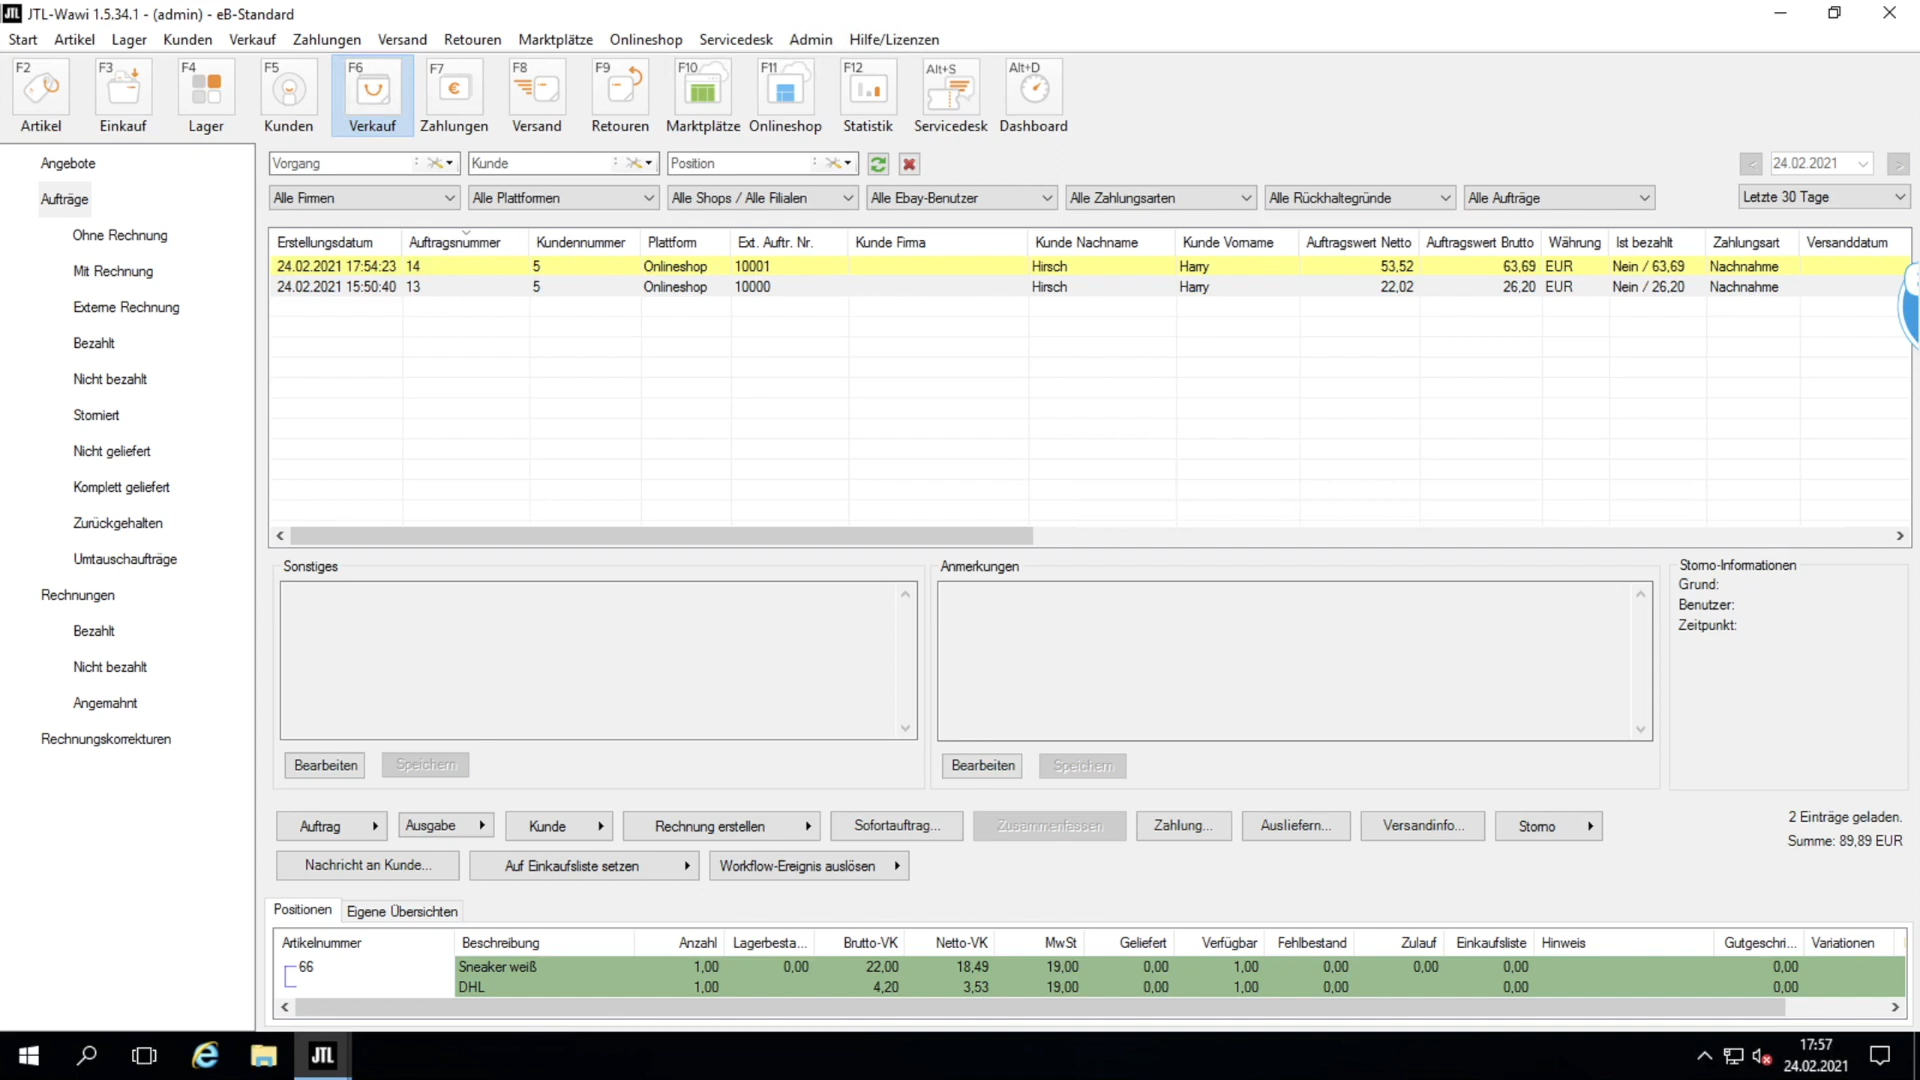 JTL JTL-Wawi 1.5.34.1 - (admin) - eB-Standard
Start Artikel Lager Kunden Verkauf Zahlungen Versand Retouren Marktplätze Onlineshop Servicedesk Admin Hilfe/Lizenzen
F2 F3 F4 F5 F6 F7 F8 F9 F10 F11 F12 Alt+S Alt+D
Artikel Einkauf Lager Kunden Verkauf Zahlungen Versand Retouren Marktplätze Onlineshop Statistik Servicedesk Dashboard
Angebote
Aufträge
Ohne Rechnung
Mit Rechnung
Externe Rechnung
Bezahlt
Nicht bezahlt
Storniert
Nicht geliefert
Komplett geliefert
Zurückgehalten
Umtauschaufträge
Rechnungen
Bezahlt
Nicht bezahlt
Angemahnt
Rechnungskorrekturen
Vorgang Kunde Position < 24.02.2021 >
Alle Firmen Alle Plattformen Alle Shops / Alle Filialen Alle Ebay-Benutzer Alle Zahlungsarten Alle Rückhaltegründe Alle Aufträge Letzte 30 Tage
Erstellungsdatum Auftragsnummer Kundennummer Plattform Ext. Auftr. Nr. Kunde Firma Kunde Nachname Kunde Vorname Auftragswert Netto Auftragswert Brutto Währung Ist bezahlt Zahlungsart Versanddatum
24.02.2021 17:54:23 14 5 Onlineshop 10001 Hirsch Harry 53,52 63,69 EUR Nein / 63,69 Nachnahme
24.02.2021 15:50:40 13 5 Onlineshop 10000 Hirsch Harry 22,02 26,20 EUR Nein / 26,20 Nachnahme
Sonstiges
Bearbeiten Speichern
Anmerkungen
Bearbeiten Speichern
Storno-Informationen
Grund:
Benutzer:
Zeitpunkt:
Auftrag Ausgabe Kunde Rechnung erstellen Sofortauftrag... Zusammenfassen Zahlung... Ausliefern... Versandinfo... Storno
Nachricht an Kunde... Auf Einkaufsliste setzen Workflow-Ereignis auslösen
2 Einträge geladen.
Summe: 89,89 EUR
Positionen Eigene Übersichten
Artikelnummer Beschreibung Anzahl Lagerbesta... Brutto-VK Netto-VK MwSt Geliefert Verfügbar Fehlbestand Zulauf Einkaufsliste Hinweis Gutgeschri... Variationen
66 Sneaker weiß 1,00 0,00 22,00 18,49 19,00 0,00 1,00 0,00 0,00 0,00 0,00
DHL 1,00 4,20 3,53 19,00 0,00 1,00 0,00 0,00 0,00
JTL 17:57
24.02.2021